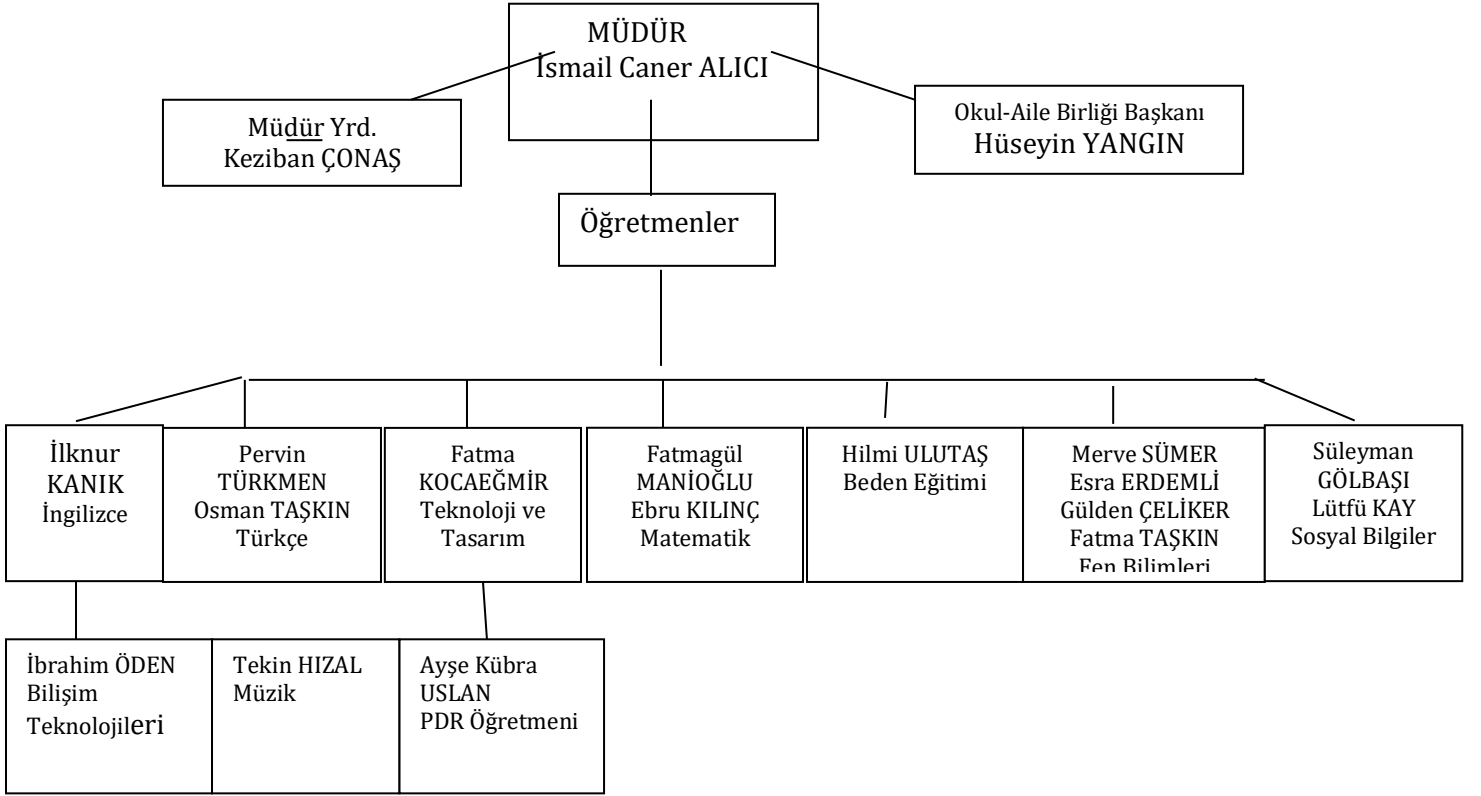 MÜDÜR
İsmail Caner ALICI
Müdür Yrd.
Keziban ÇONAŞ
Okul-Aile Birliği Başkanı
Hüseyin YANGIN
Öğretmenler
İlknur
KANIK
İngilizce
Pervin
TÜRKMEN
Osman TAŞKIN
Türkçe
Fatma
KOCAEĞMİR
Teknoloji ve
Tasarım
Fatmagül
MANİOĞLU
Ebru KILINÇ
Matematik
Hilmi ULUTAŞ
Beden Eğitimi
Merve SÜMER
Esra ERDEMLİ
Gülden ÇELİKER
Fatma TAŞKIN
Fen Bilimleri
Süleyman
GÖLBAŞI
Lütfü KAY
Sosyal Bilgiler
İbrahim ÖDEN
Bilişim
Teknolojileri
Tekin HIZAL
Müzik
Ayşe Kübra
USLAN
PDR Öğretmeni